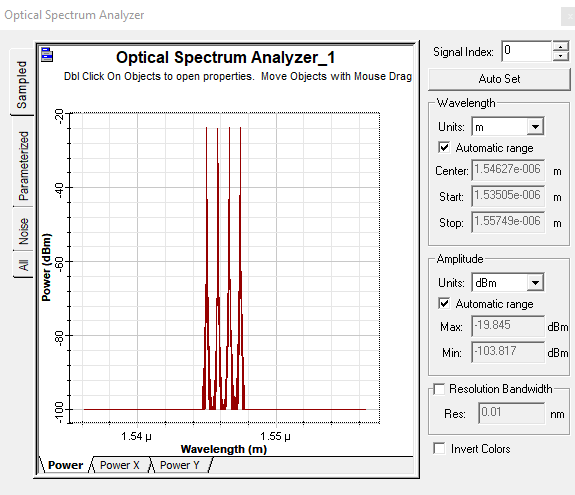 Optical Spectrum Analyzer
x
Sampled
Parameterized
Noise
All
Optical Spectrum Analyzer_1
Dbl Click On Objects to open properties.  Move Objects with Mouse Drag
Power (dBm)
-20
-40
-60
-80
-100
1.54 µ
1.55 µ
Wavelength (m)
Power
Power X
Power Y
Signal Index: 0
Auto Set
Wavelength
Units: m
Automatic range
Center: 1.54627e-006 m
Start: 1.53505e-006 m
Stop: 1.55749e-006 m
Amplitude
Units: dBm
Automatic range
Max: -19.845 dBm
Min: -103.817 dBm
Resolution Bandwidth
Res: 0.01 nm
Invert Colors